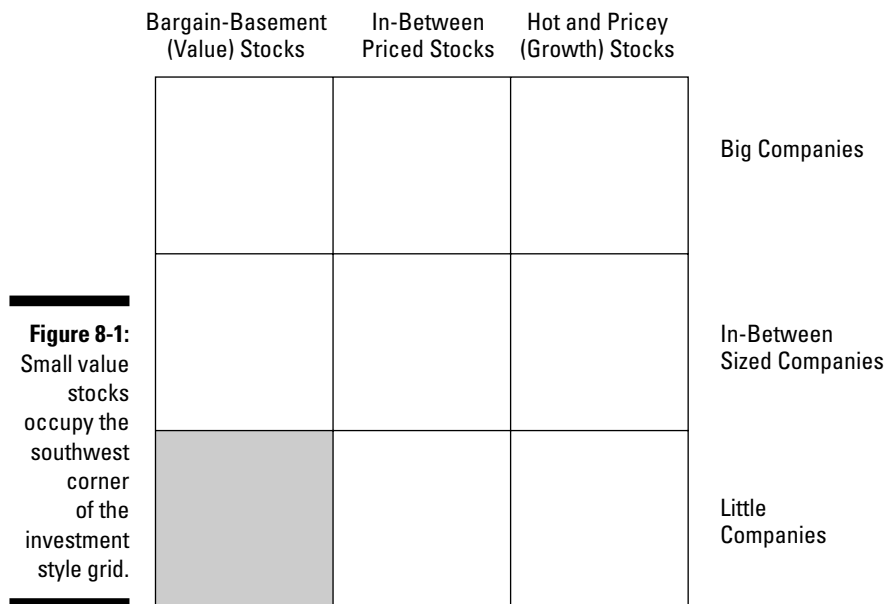 Bargain-Basement
(Value) Stocks
In-Between
Priced Stocks
Hot and Pricey
(Growth) Stocks
Big Companies
In-Between
Sized Companies
Little
Companies
Figure 8-1:
Small value
stocks
occupy the
southwest
corner
of the
investment
style grid.